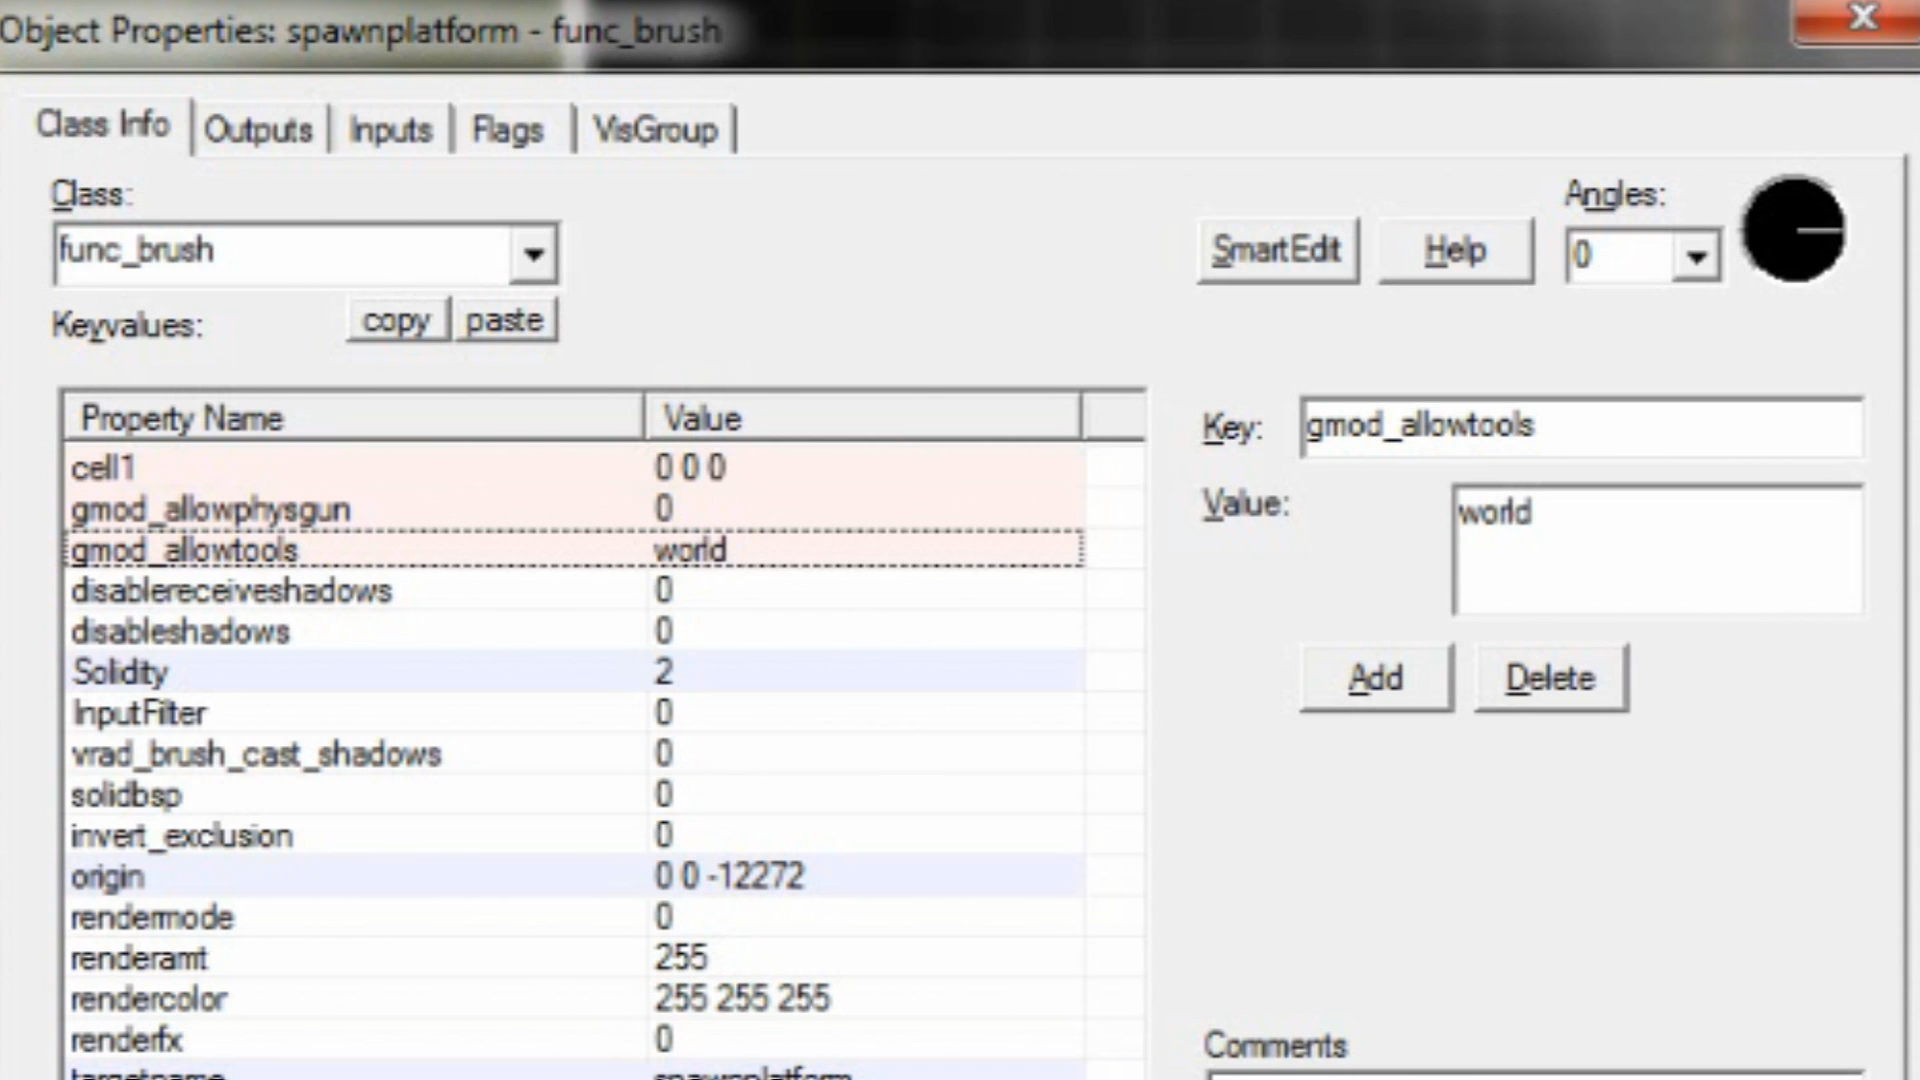 Object Properties: spawnplatform - func_brush
Class Info Outputs Inputs Flags VisGroup
Class:
Angles:
func_brush
SmartEdit Help 0
Keyvalues: copy paste
Property Name Value
Key: gmod_allowtools
cell1 0 0 0
gmod_allowphysgun 0
Value: world
gmod_allowtools world
disablereceiveshadows 0
disableshadows 0
Solidity 2
Add Delete
InputFilter 0
vrad_brush_cast_shadows 0
solidbsp 0
invert_exclusion 0
origin 0 0 -12272
rendermode 0
renderamt 255
rendercolor 255 255 255
renderfx 0
Comments
targetname spawnplatform